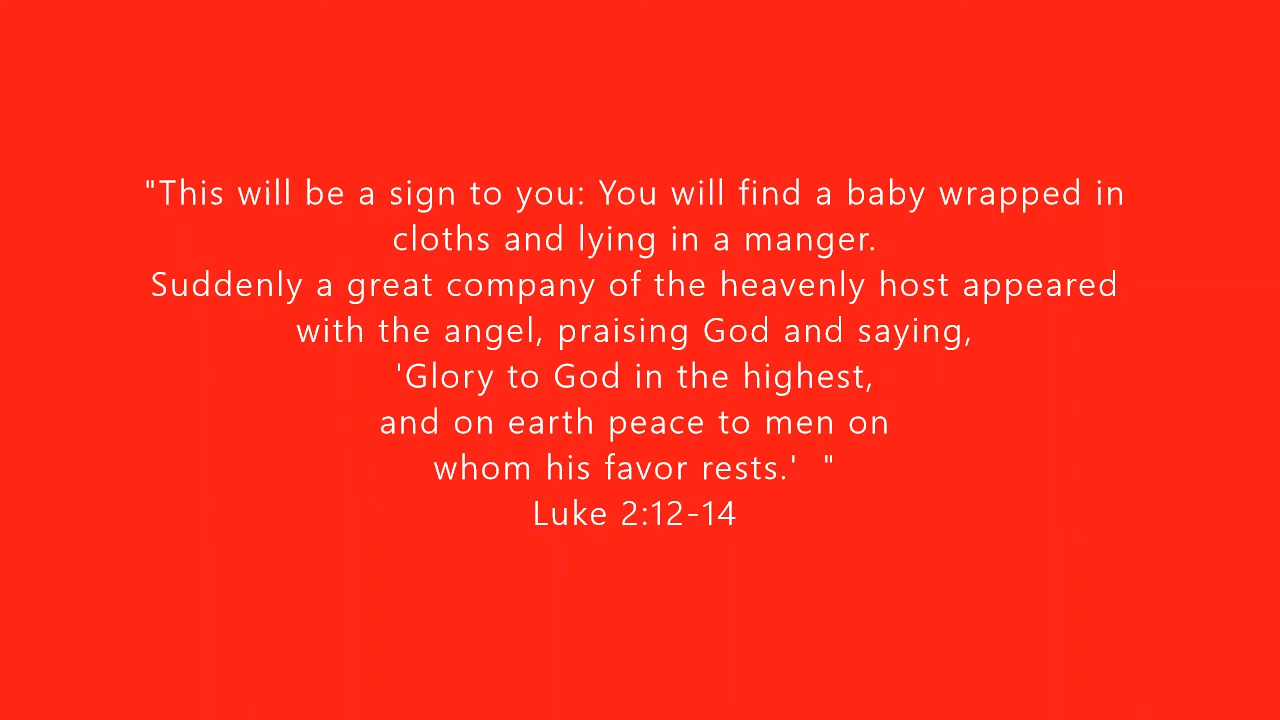 "This will be a sign to you: You will find a baby wrapped in
cloths and lying in a manger.
Suddenly a great company of the heavenly host appeared
with the angel, praising God and saying,
'Glory to God in the highest,
and on earth peace to men on
whom his favor rests.'  "
Luke 2:12-14